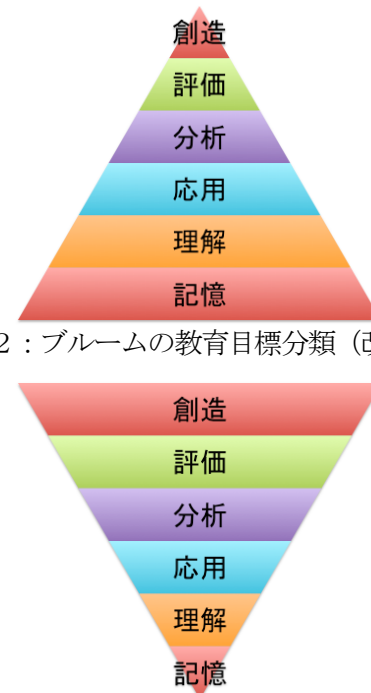 創造
評価
分析
応用
理解
記憶
2：ブルームの教育目標分類（
創造
評価
分析
応用
理解
記憶